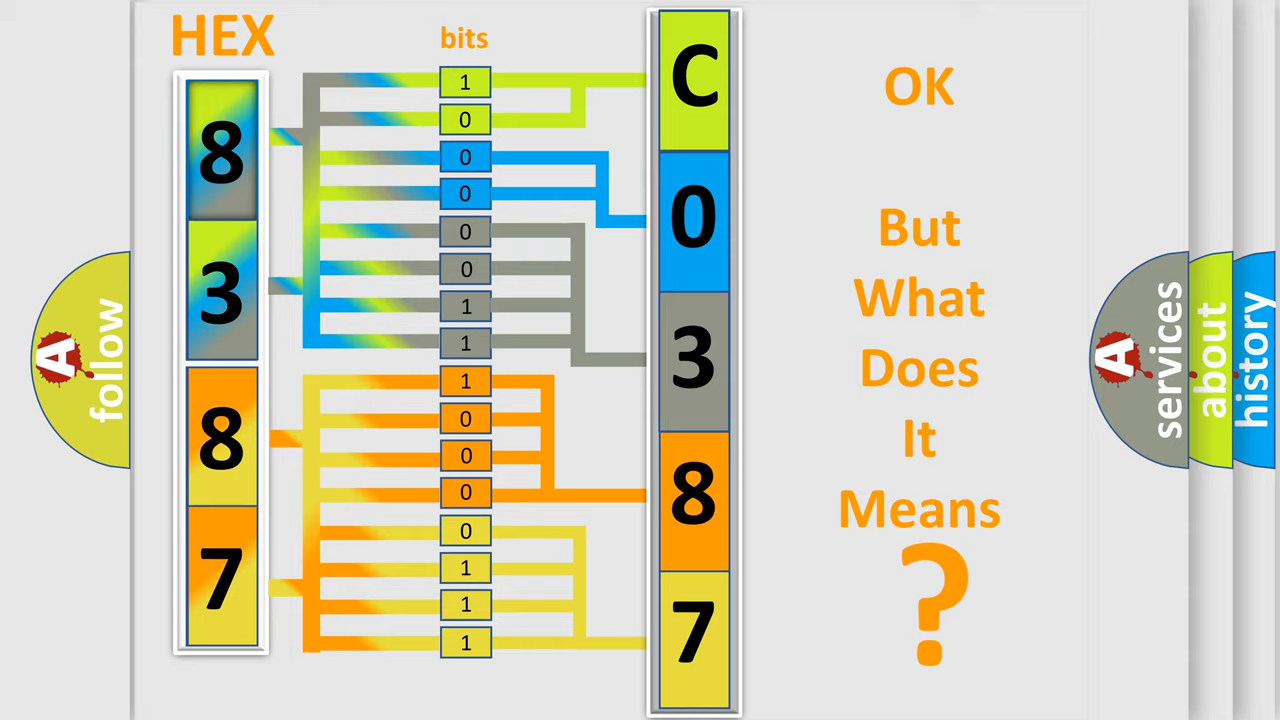 HEX
bits
8
3
8
7
1
0
0
0
0
0
1
1
1
0
0
0
0
1
1
1
C
0
3
8
7
OK
But
What
Does
It
Means
?
A
follow
A
services
about
history